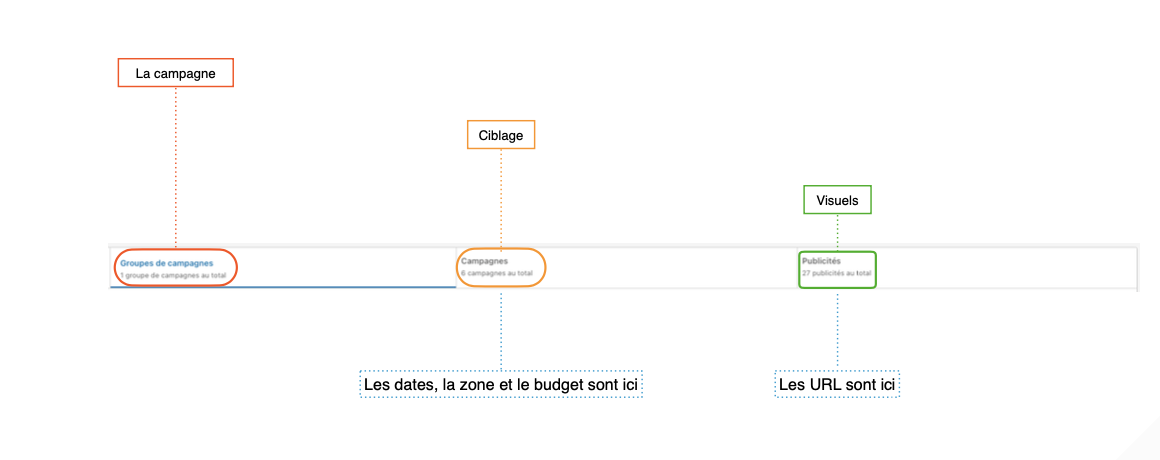 La campagne
Ciblage
Visuels
Groupes de campagnes
1 groupe de campagnes au total
Campagnes
6 campagnes au total
Publicités
27 publicités au total
Les dates, la zone et le budget sont ici
Les URL sont ici